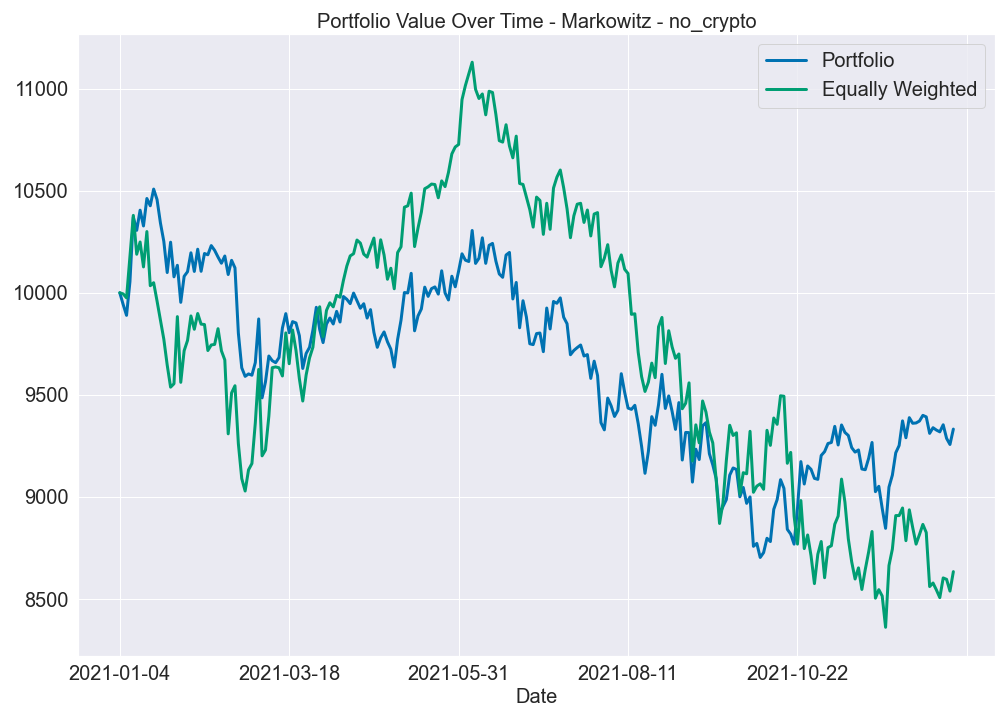 Portfolio Value Over Time - Markowitz - no_crypto
Portfolio
Equally Weighted
11000
10500
10000
9500
9000
8500
2021-01-04
2021-03-18
2021-05-31
2021-08-11
2021-10-22
Date